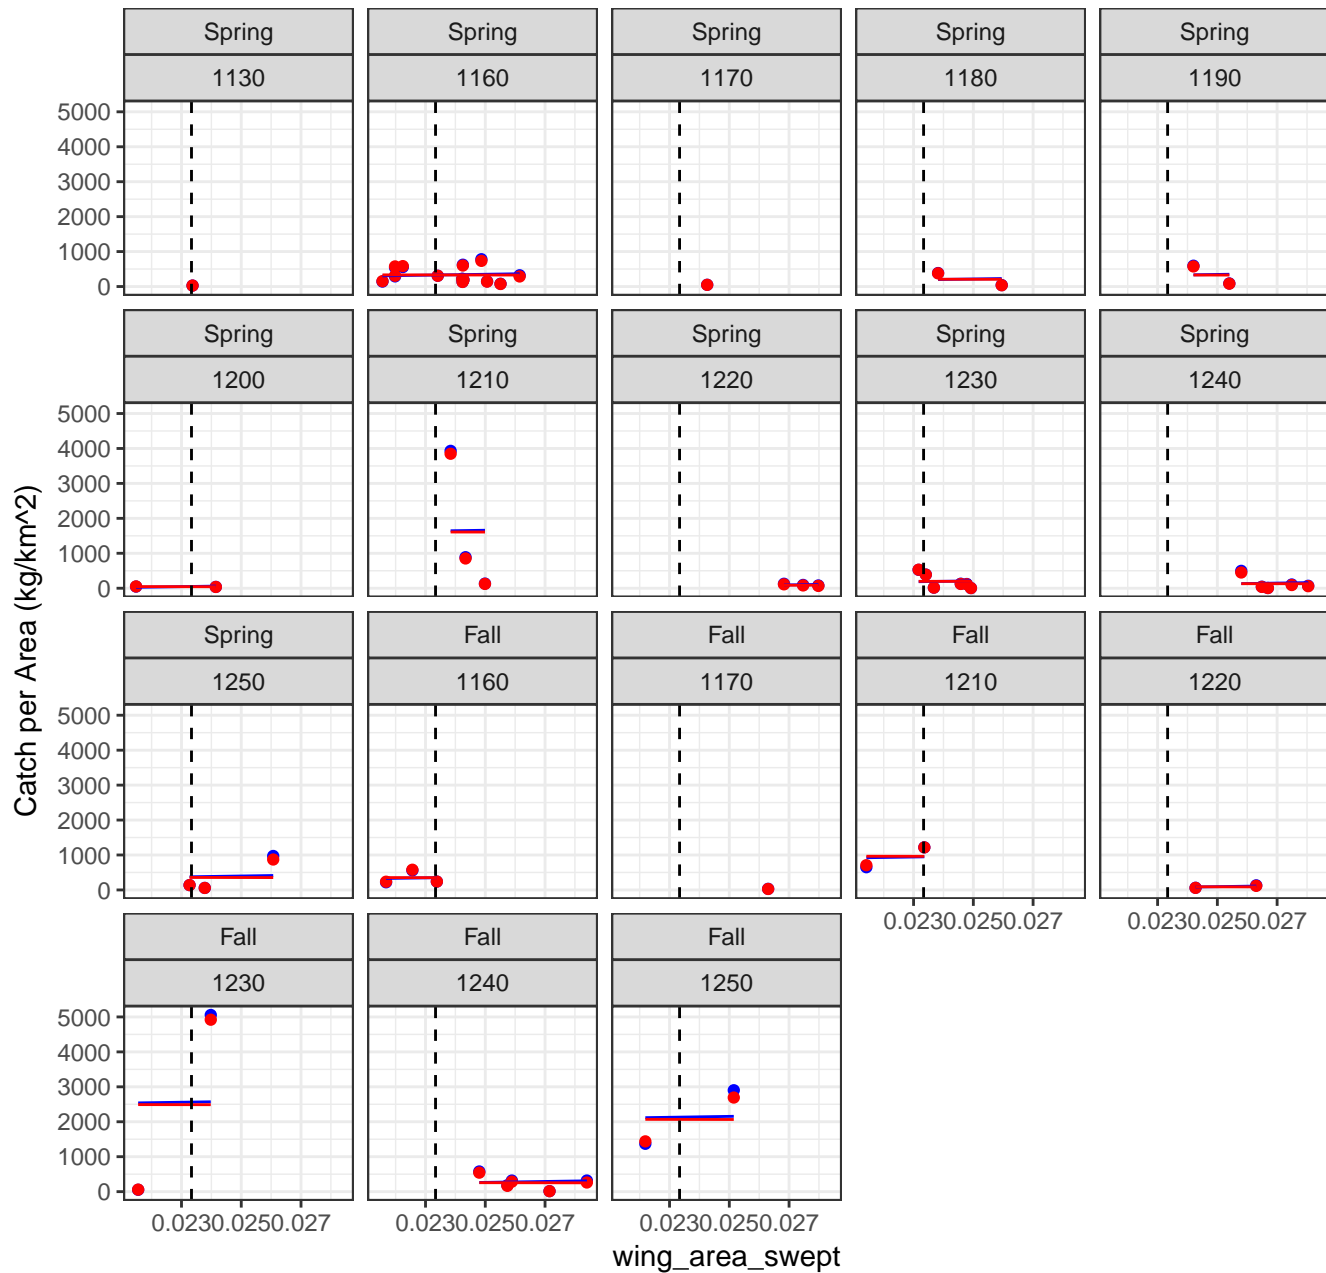 Spring Spring Spring Spring Spring
1130 1160 1170 1180 1190
5000
4000
3000
2000
1000
0
Spring Spring Spring Spring Spring
1200 1210 1220 1230 1240
5000
4000
3000
2000
1000
0
Spring Fall Fall Fall Fall
1250 1160 1170 1210 1220
5000
4000
3000
2000
1000
0
0.0230.0250.027 0.0230.0250.027
Fall Fall Fall
1230 1240 1250
5000
4000
3000
2000
1000
0
0.0230.0250.027 0.0230.0250.027 0.0230.0250.027
wing_area_swept
Catch per Area (kg/km^2)